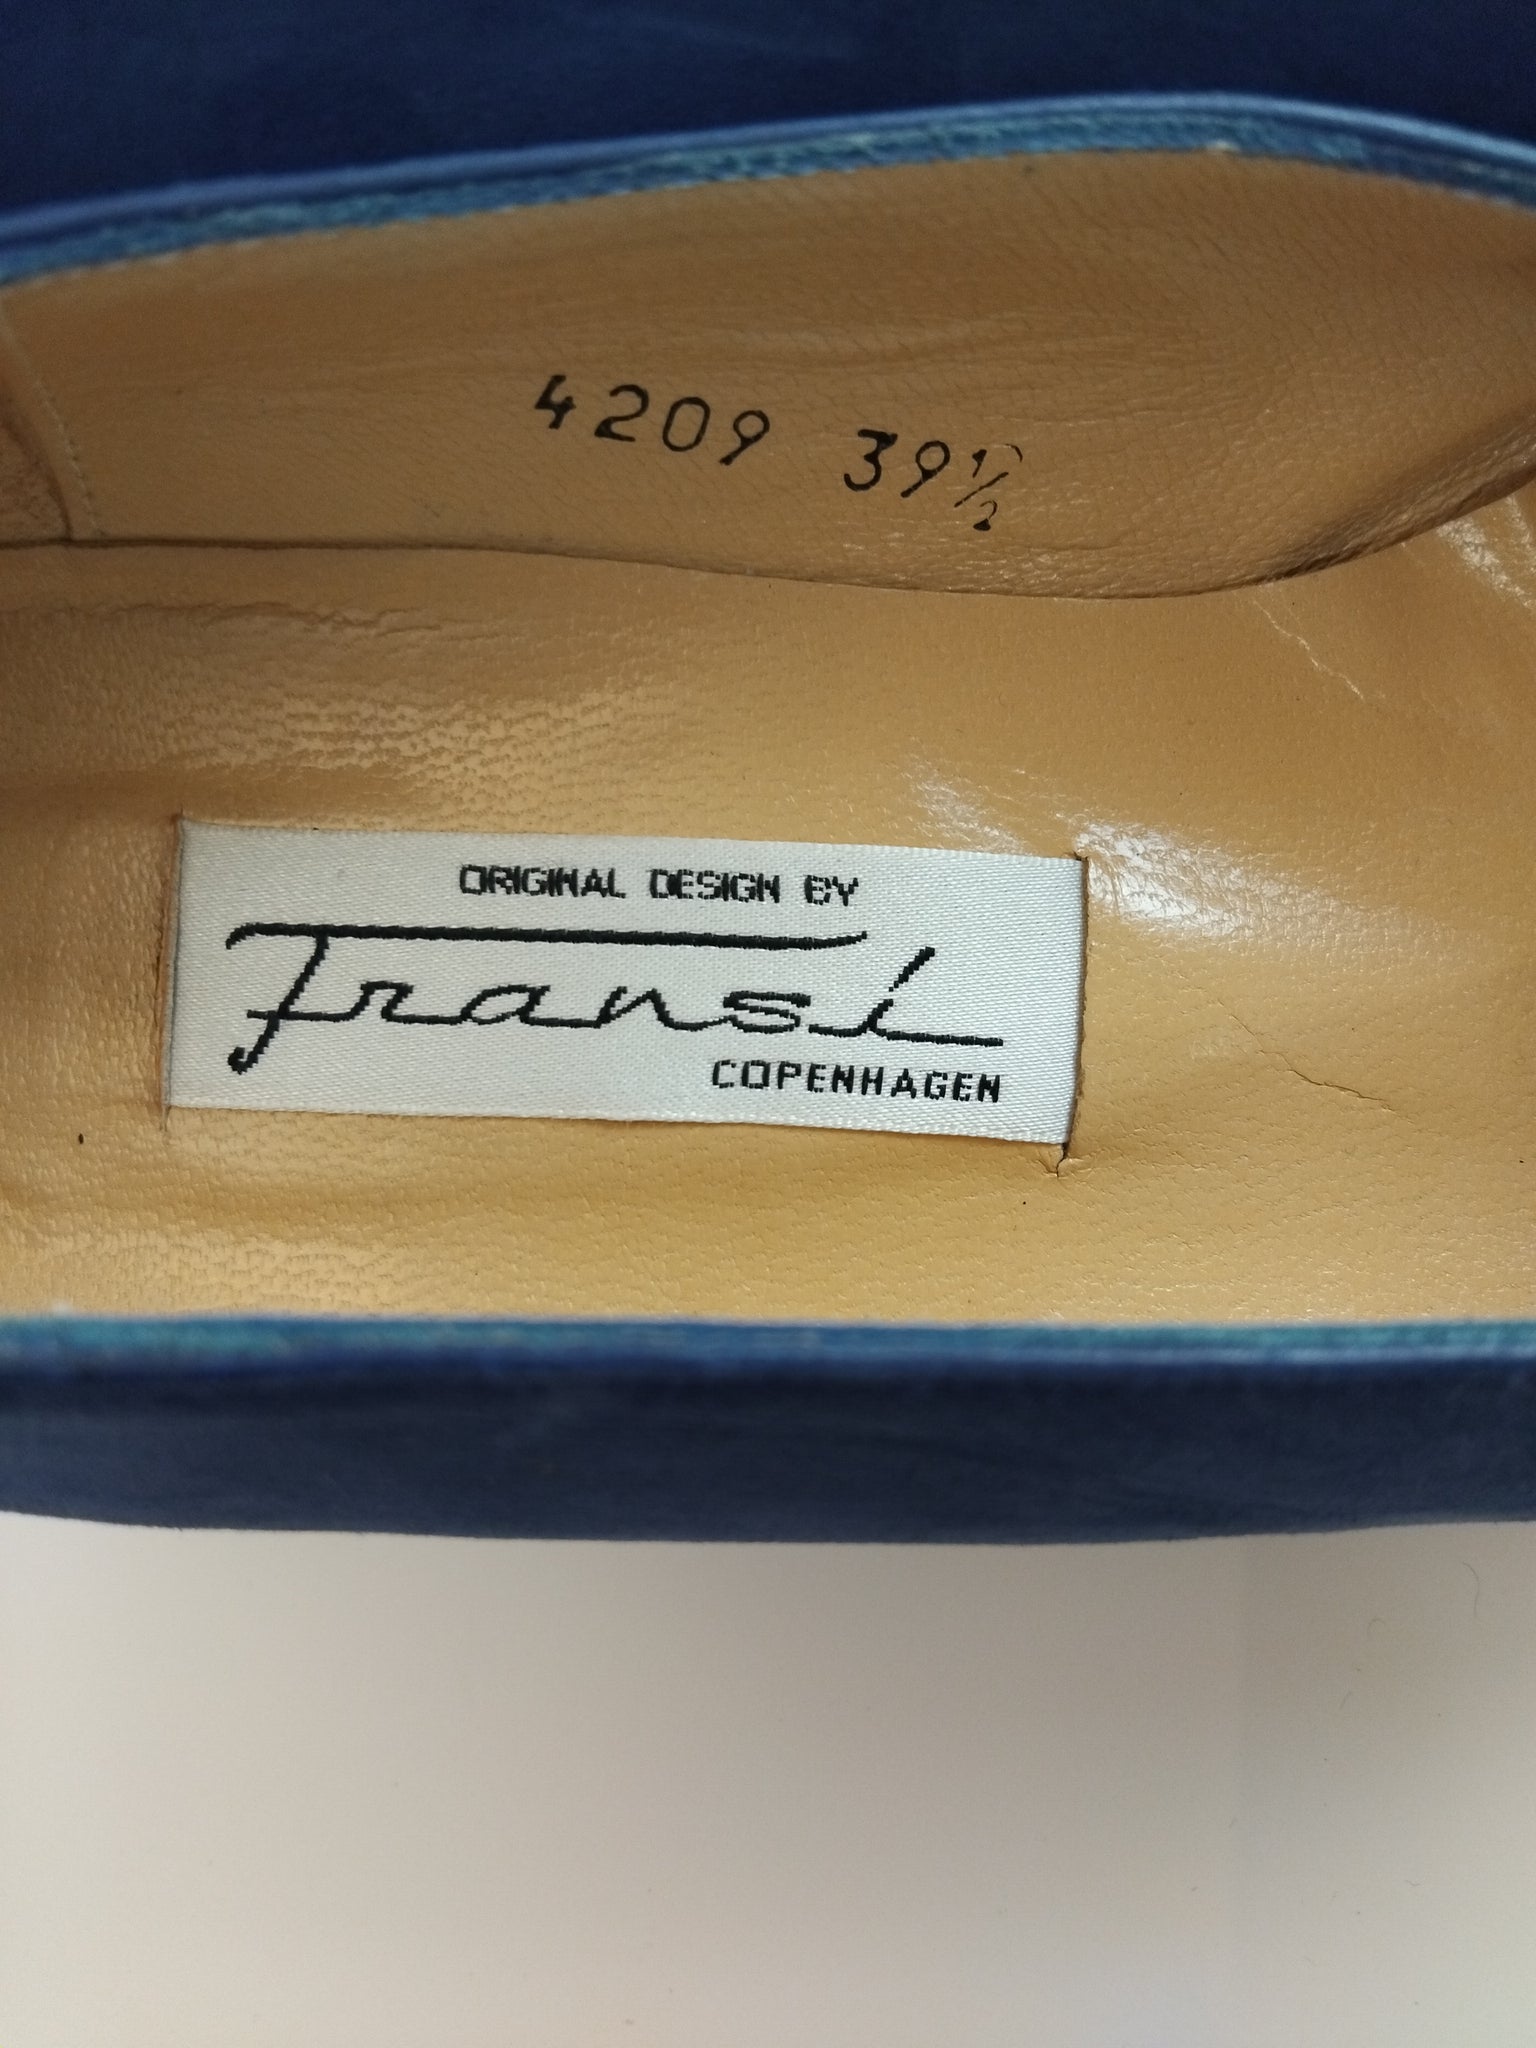 4209 39½
ORIGINAL DESIGN BY
Fransi
COPENHAGEN